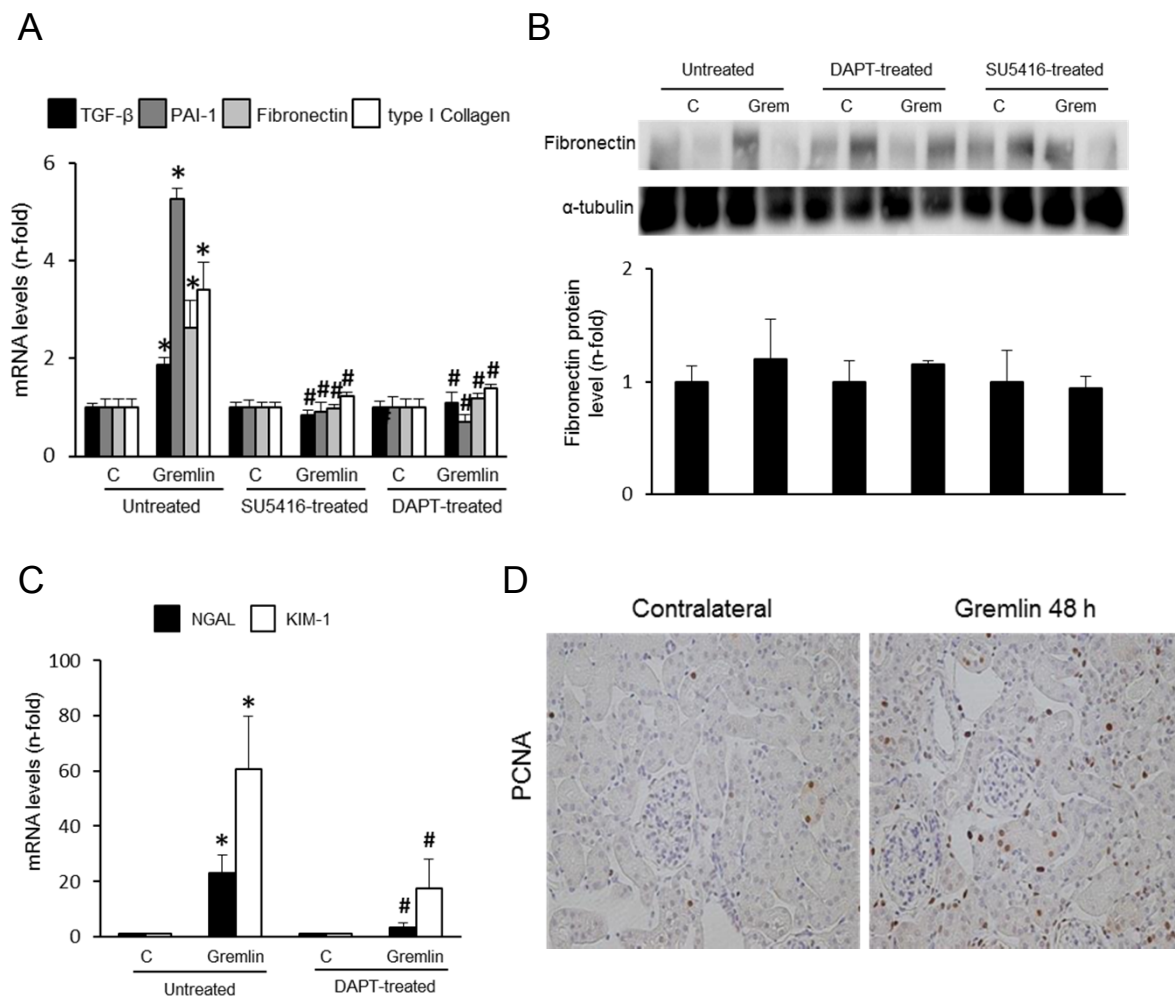 A
TGF-β PAI-1 Fibronectin type I Collagen
mRNA levels (n-fold)
6
4
2
0
* * * *
# # # #
# # # #
C Gremlin C Gremlin C Gremlin
Untreated SU5416-treated DAPT-treated
B
Untreated DAPT-treated SU5416-treated
C Grem C Grem C Grem
Fibronectin
α-tubulin
Fibronectin protein
level (n-fold)
2
1
0
C
NGAL KIM-1
mRNA levels (n-fold)
100
80
60
40
20
0
* *
# #
C Gremlin C Gremlin
Untreated DAPT-treated
D
Contralateral Gremlin 48 h
PCNA